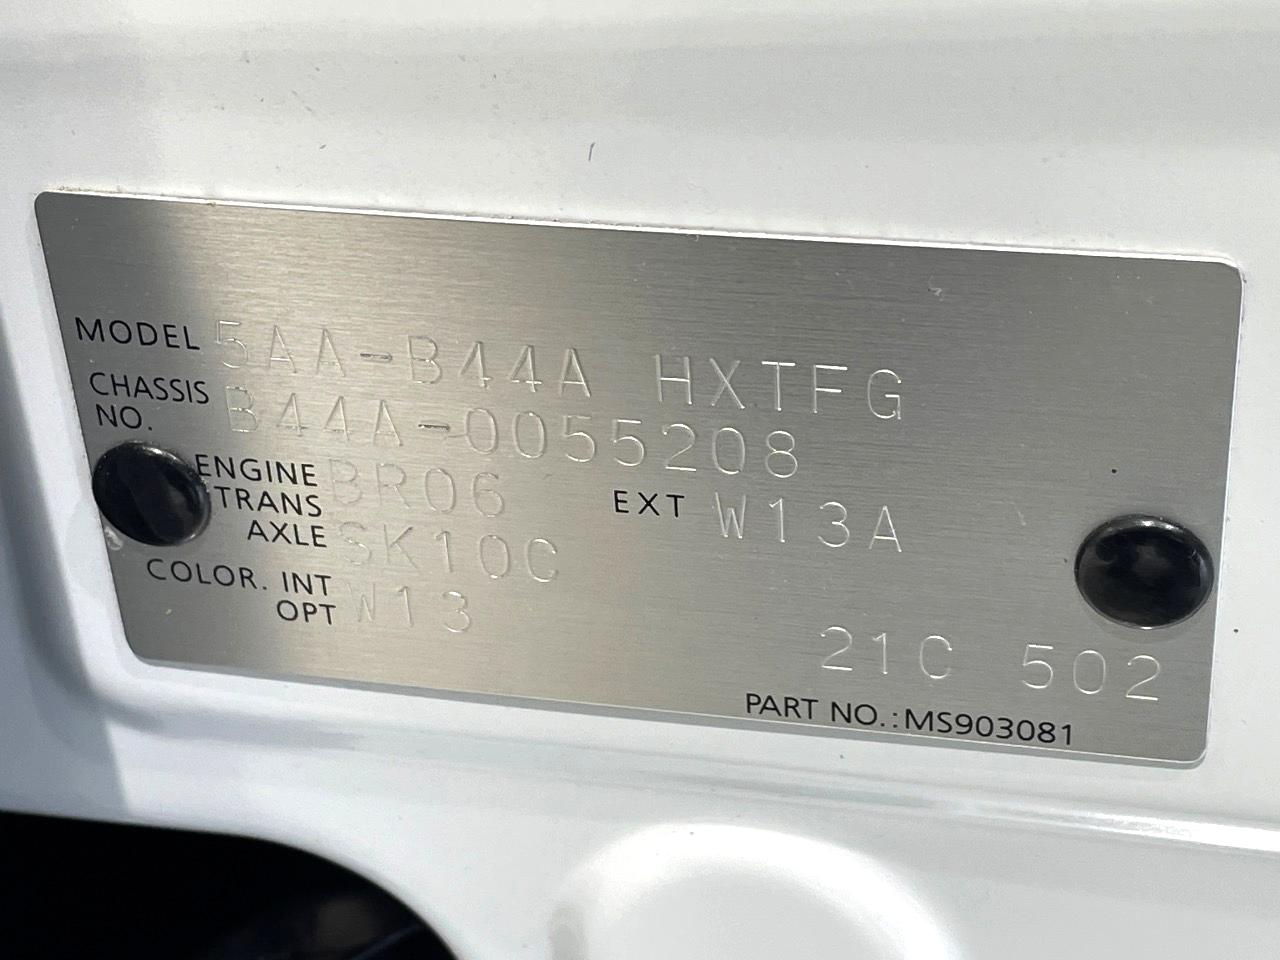 MODEL 5AA-B44A HXTFG
CHASSIS NO. B44A-0055208
ENGINE BR06 EXT W13A
TRANS AXLE SK10C
COLOR. INT W13
OPT 21C 502
PART NO.:MS903081